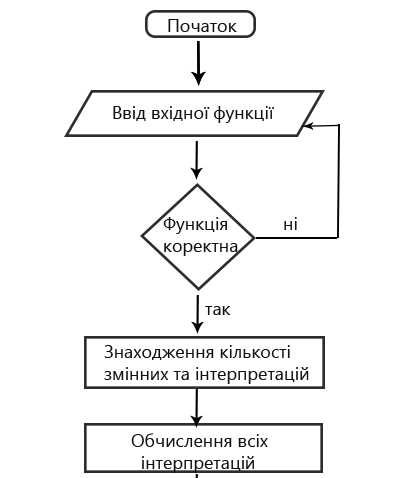 Початок
Ввід вхідної функції
Функція
коректна
ні
так
Знаходження кількості
змінних та інтерпретацій
Обчислення всіх
інтерпретацій